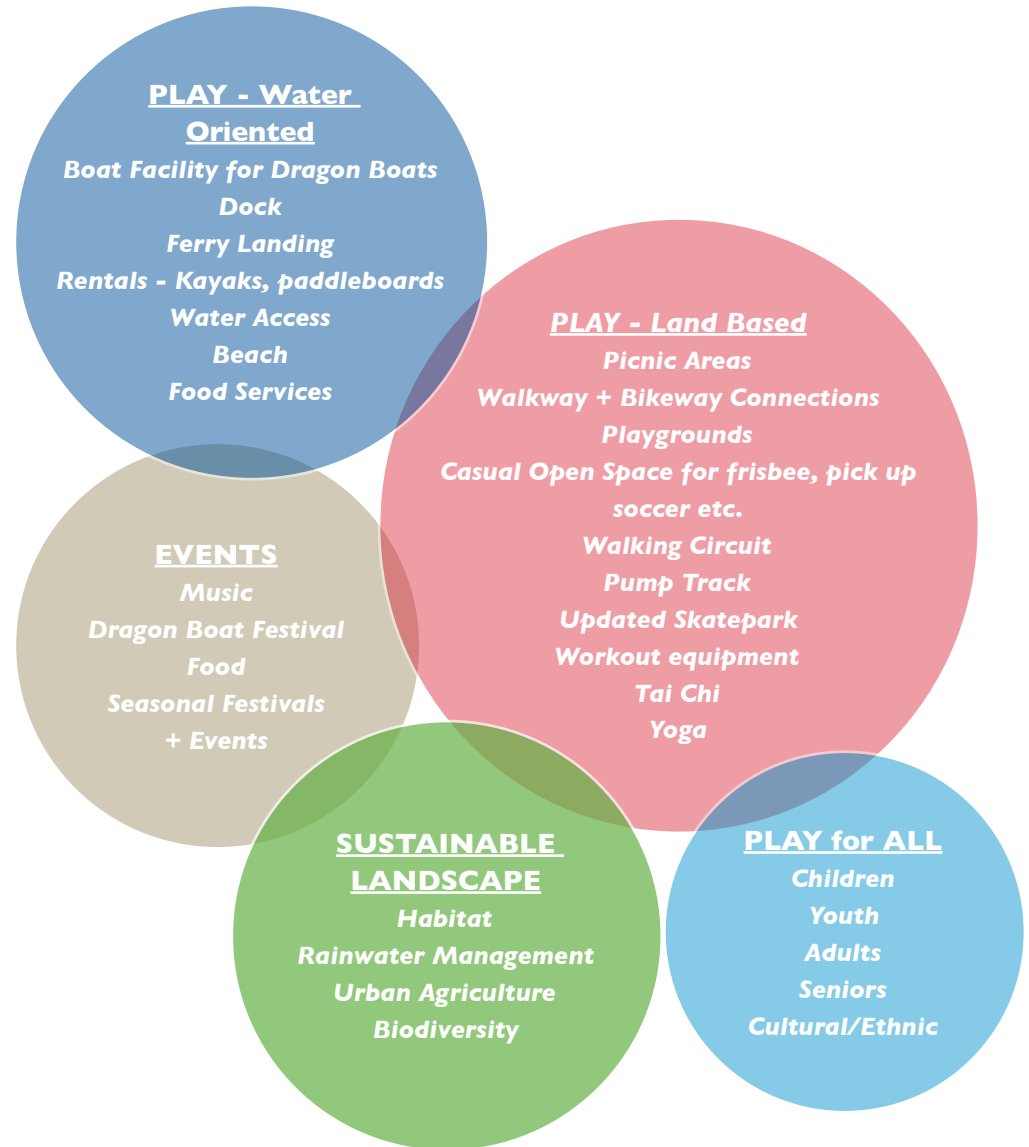 PLAY - Water
Oriented
Boat Facility for Dragon Boats
Dock
Ferry Landing
Rentals - Kayaks, paddleboards
Water Access
Beach
Food Services
PLAY - Land Based
Picnic Areas
Walkway + Bikeway Connections
Playgrounds
Casual Open Space for frisbee, pick up
soccer etc.
Walking Circuit
Pump Track
Updated Skatepark
Workout equipment
Tai Chi
Yoga
EVENTS
Music
Dragon Boat Festival
Food
Seasonal Festivals
+ Events
SUSTAINABLE
LANDSCAPE
Habitat
Rainwater Management
Urban Agriculture
Biodiversity
PLAY for ALL
Children
Youth
Adults
Seniors
Cultural/Ethnic